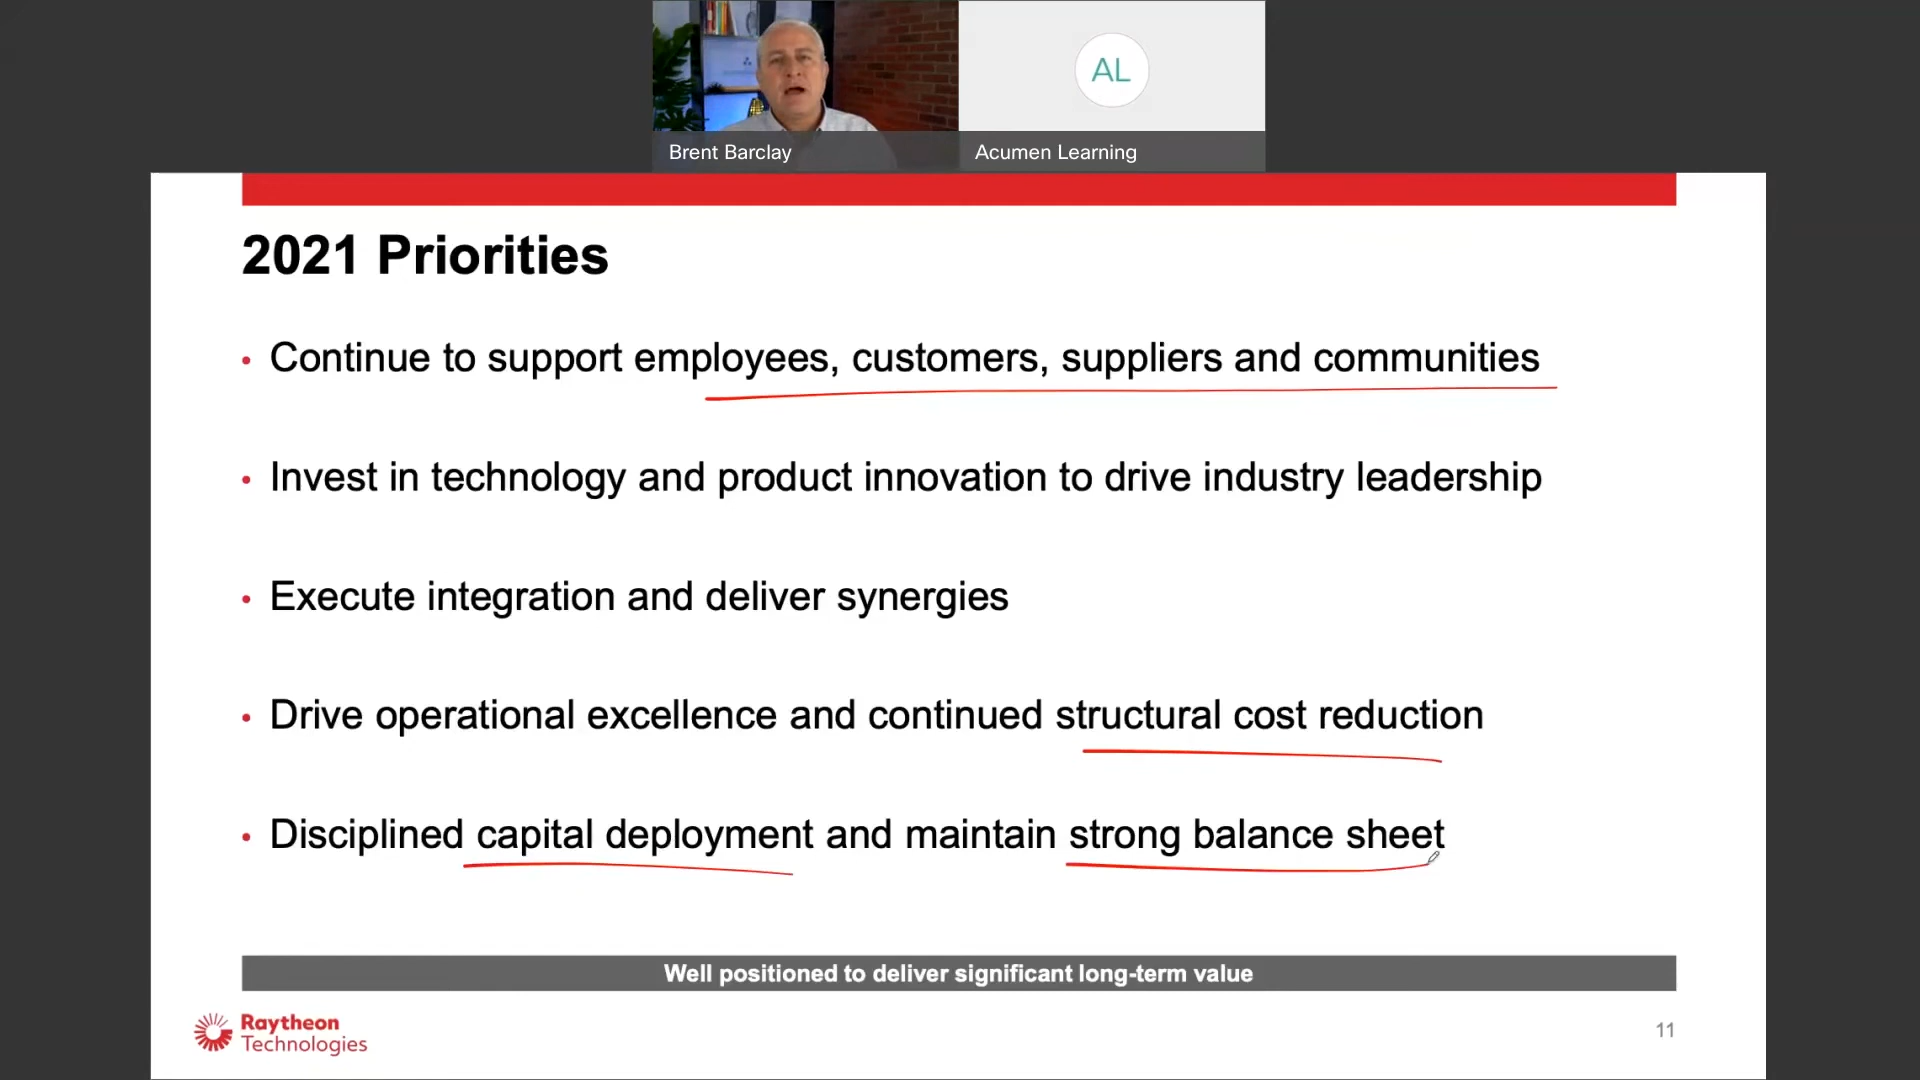 AL
Brent Barclay
Acumen Learning
2021 Priorities
• Continue to support employees, customers, suppliers and communities
• Invest in technology and product innovation to drive industry leadership
• Execute integration and deliver synergies
• Drive operational excellence and continued structural cost reduction
• Disciplined capital deployment and maintain strong balance sheet
Well positioned to deliver significant long-term value
Raytheon
Technologies
11